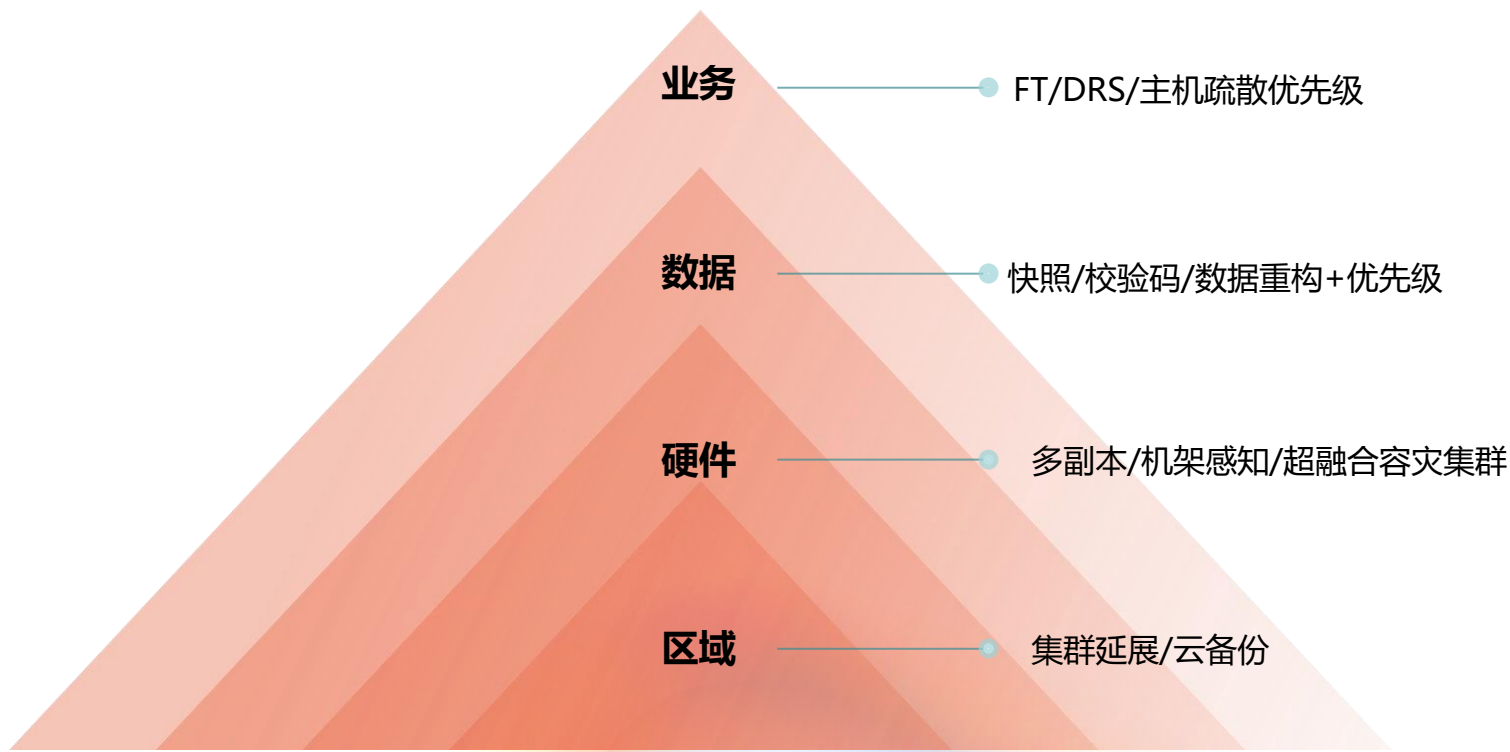 业务
FT/DRS/主机疏散优先级
数据
快照/校验码/数据重构+优先级
硬件
多副本/机架感知/超融合容灾集群
区域
集群延展/云备份